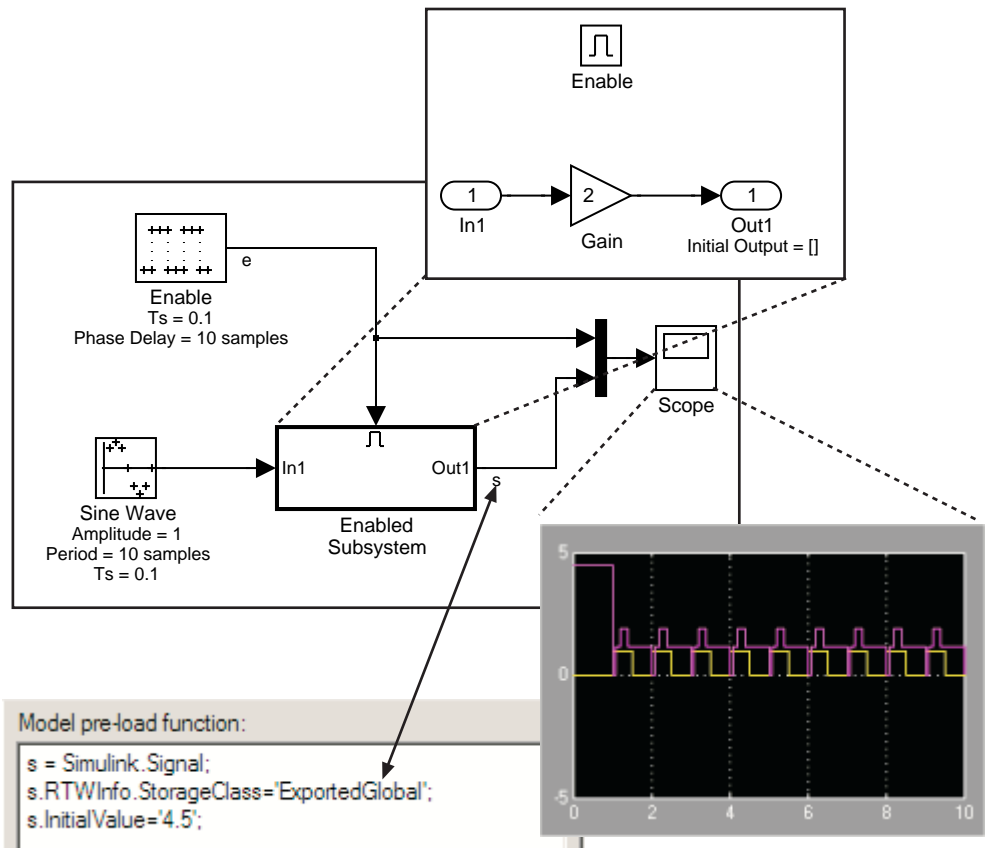 Enable
1
In1
2
Gain
1
Out1
Initial Output = []
e
Enable
Ts = 0.1
Phase Delay = 10 samples
Scope
In1
Out1
s
Enabled
Subsystem
Sine Wave
Amplitude = 1
Period = 10 samples
Ts = 0.1
5
0
-5
0 2 4 6 8 10
Model pre-load function:
s = Simulink.Signal;
s.RTWInfo.StorageClass='ExportedGlobal';
s.InitialValue='4.5';